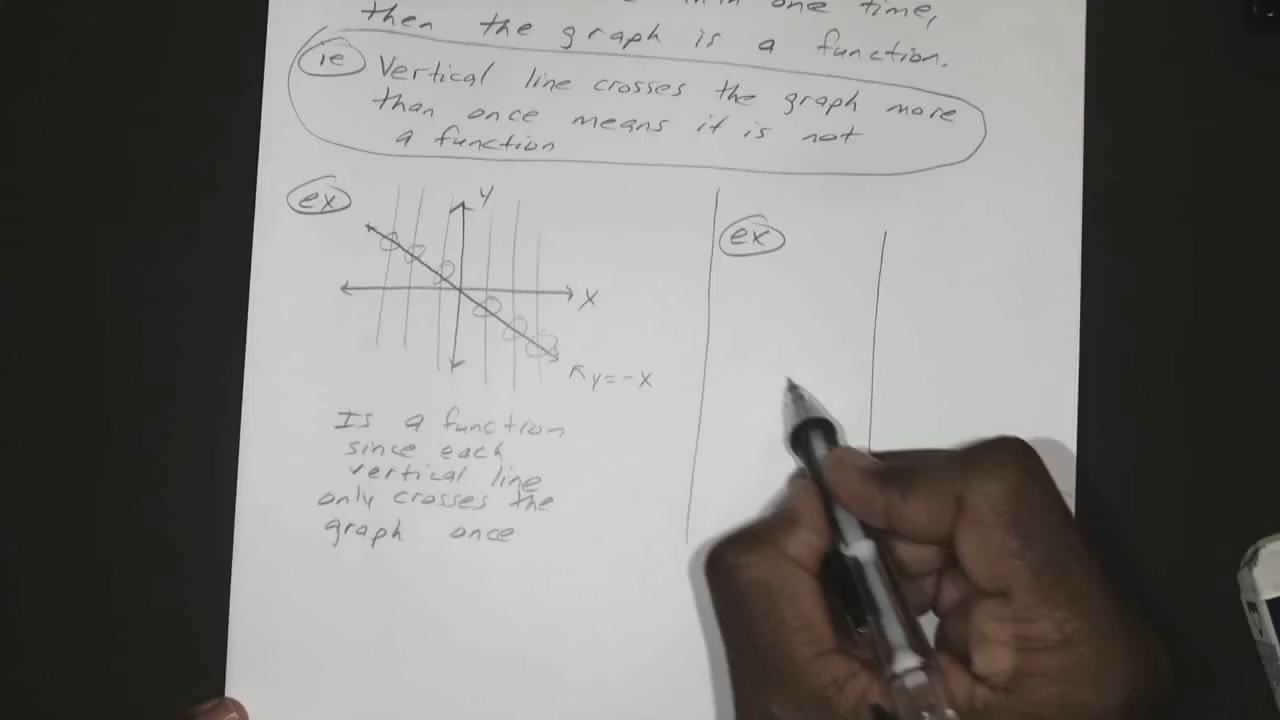 one time,
then the graph is a function.
ie Vertical line crosses the graph more
than once means it is not
a function
ex
Y
X
y=-x
Is a function
since each
vertical line
only crosses the
graph once
ex